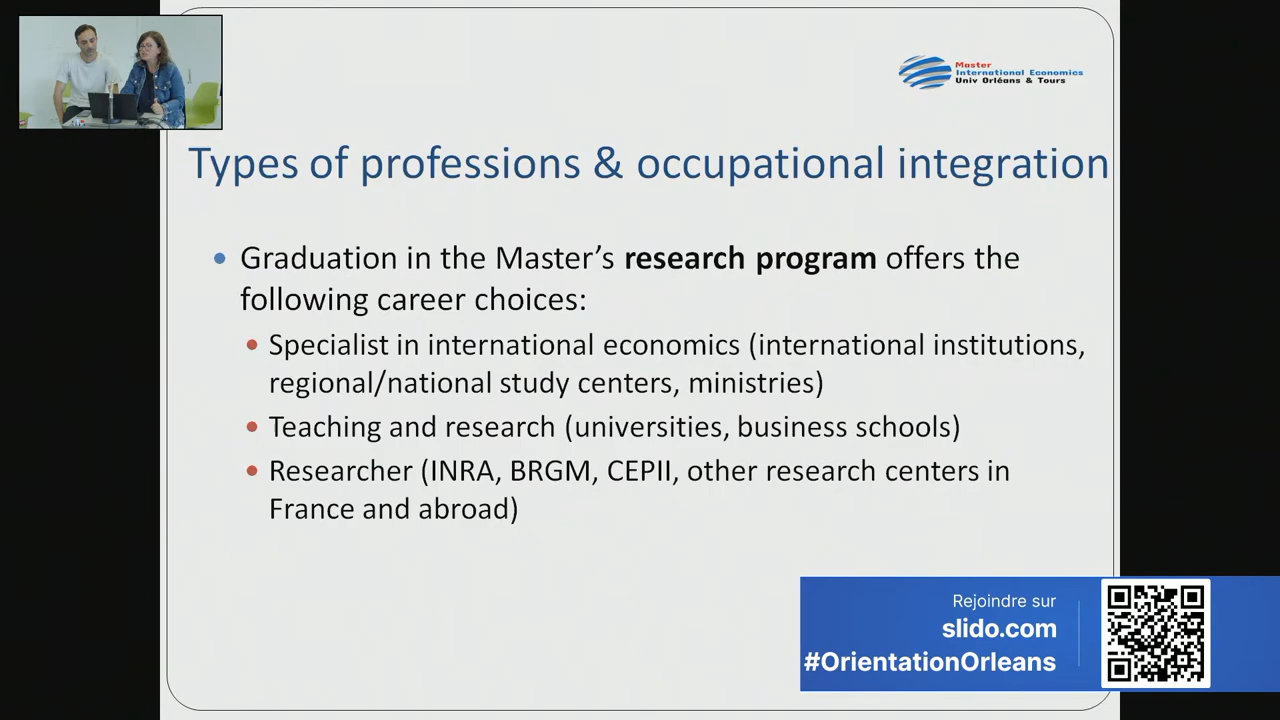 Master
International Economics
Univ Orléans & Tours
Types of professions & occupational integration
Graduation in the Master’s research program offers the
following career choices:
Specialist in international economics (international institutions,
regional/national study centers, ministries)
Teaching and research (universities, business schools)
Researcher (INRA, BRGM, CEPII, other research centers in
France and abroad)
Rejoindre sur
slido.com
#OrientationOrleans